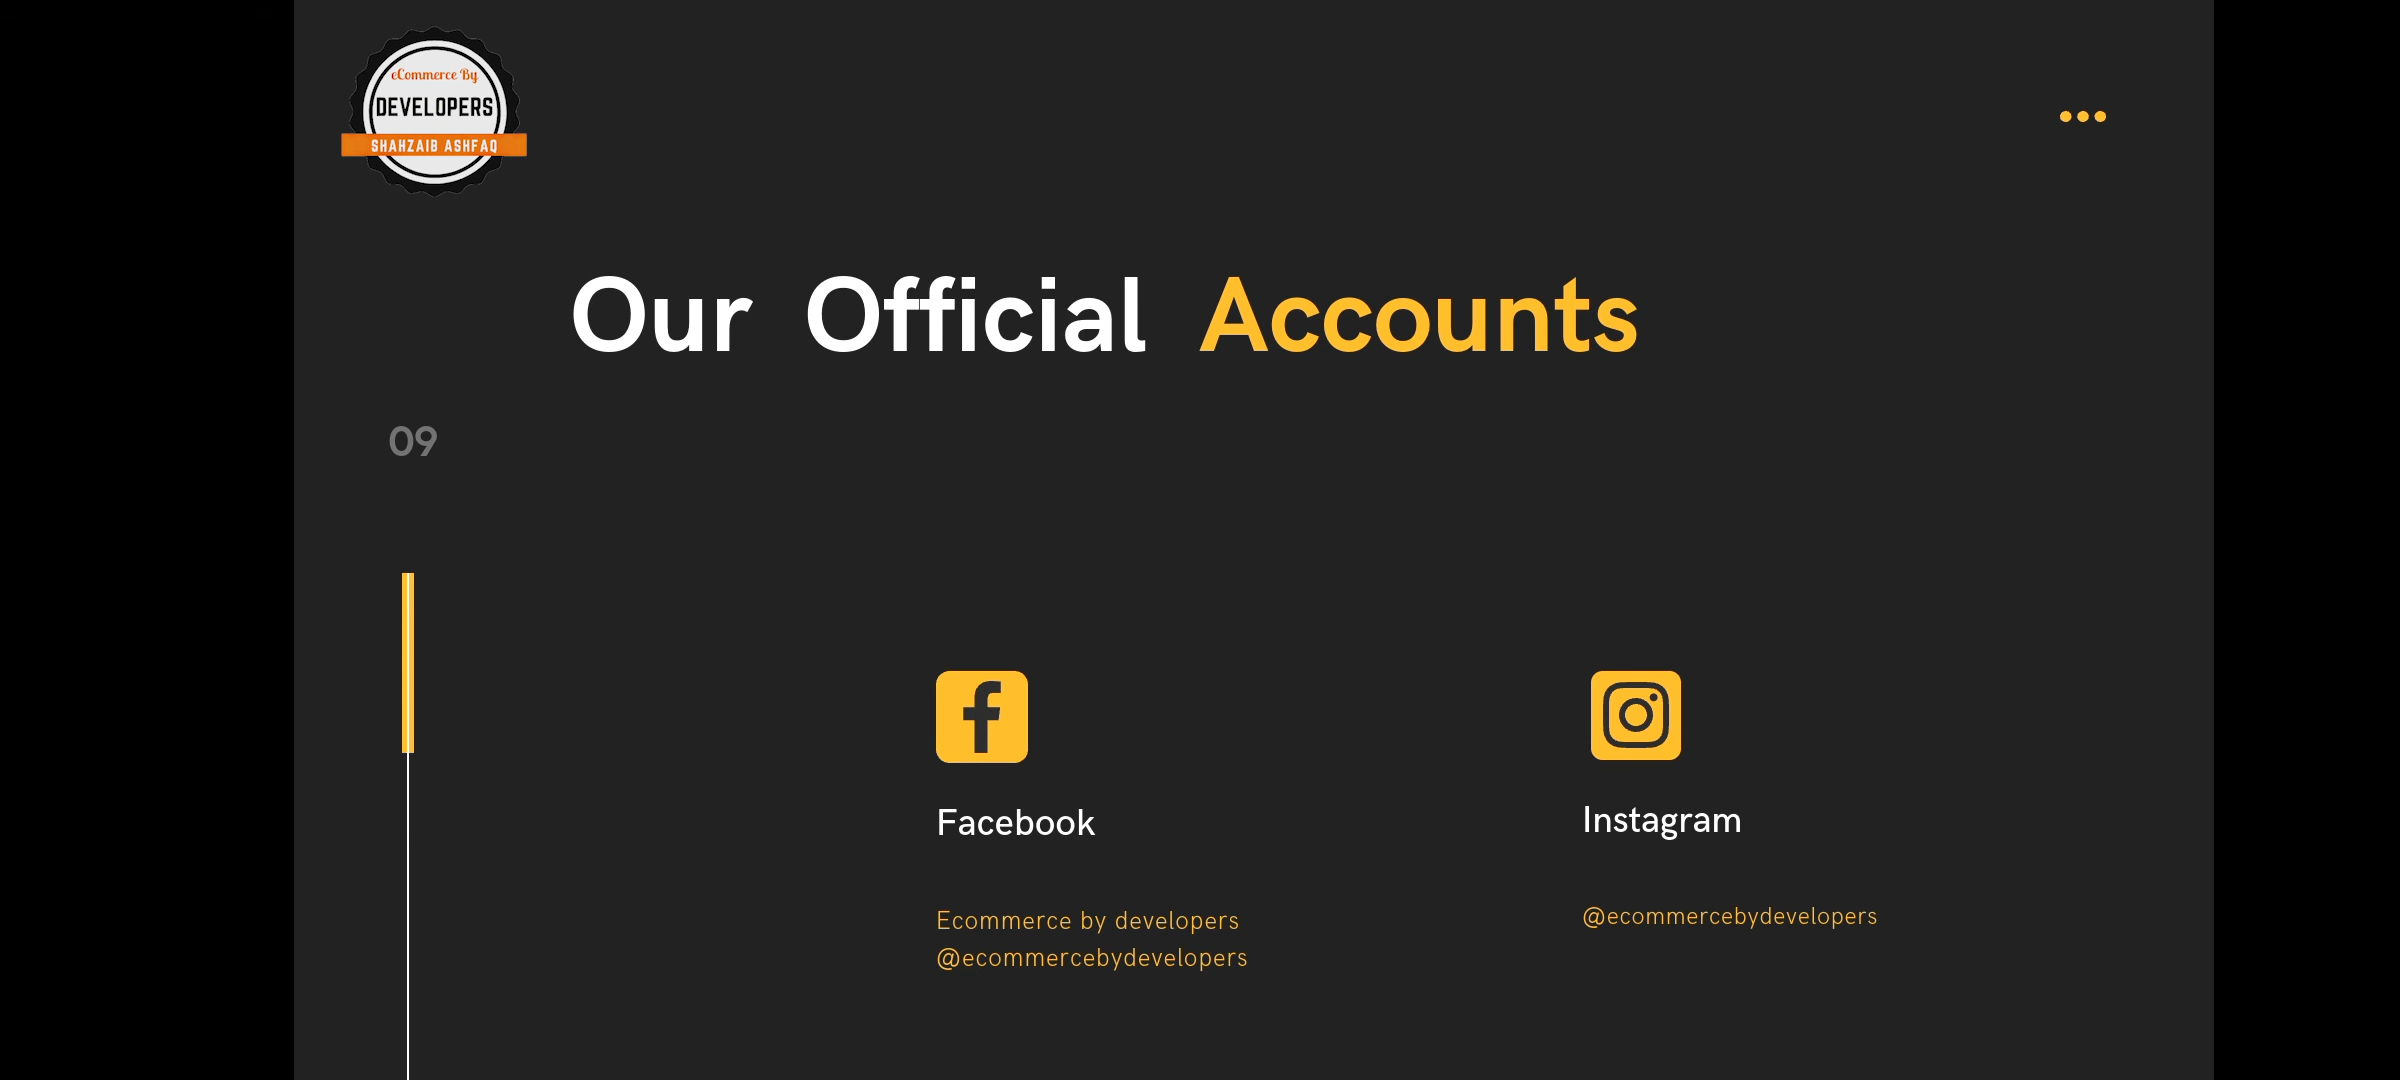 eCommerce By
DEVELOPERS
SHAHZAIB ASHFAQ
Our Official Accounts
09
Facebook
Ecommerce by developers
@ecommercebydevelopers
Instagram
@ecommercebydevelopers